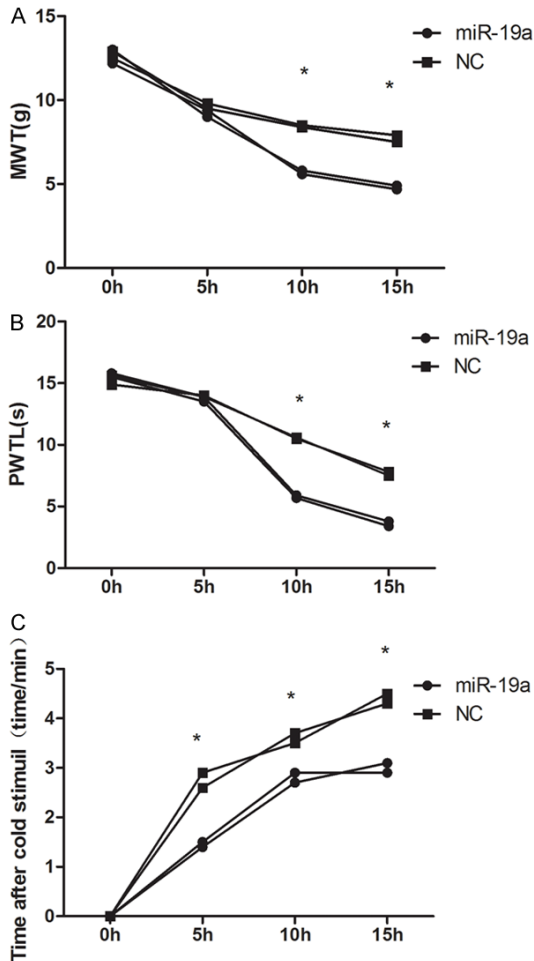 A
15
10
5
0
MWT(g)
miR-19a
NC
*
*
0h 5h 10h 15h
B
20
15
10
5
0
PWTL(s)
miR-19a
NC
*
*
0h 5h 10h 15h
C
5
4
3
2
1
0
Time after cold stimuil（time/min）
miR-19a
NC
*
*
*
0h 5h 10h 15h